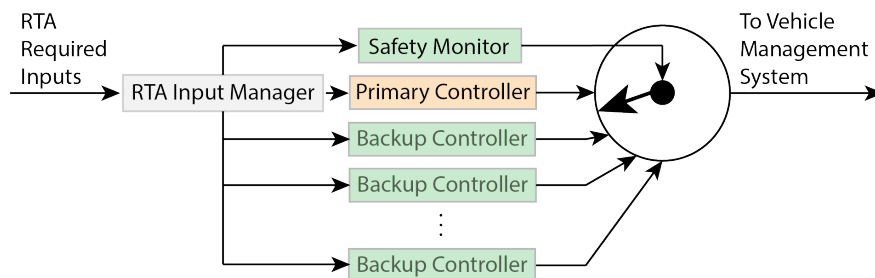 RTA
Required
Inputs
RTA Input Manager
Safety Monitor
Primary Controller
Backup Controller
Backup Controller
Backup Controller
To Vehicle
Management
System